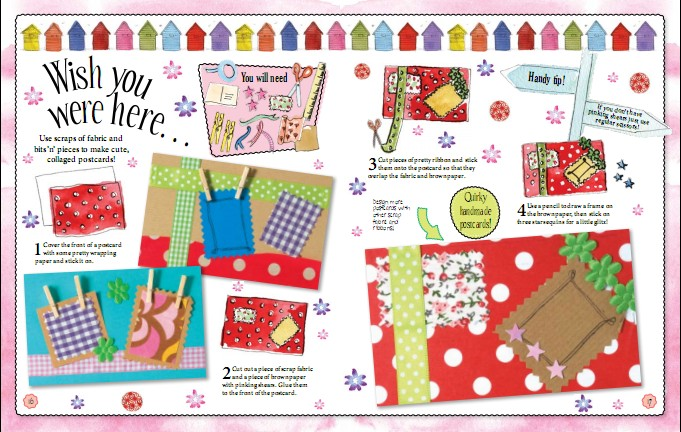 Wish you
were here...
Use scraps of fabric and
bits 'n' pieces to make cute,
collaged postcards!
1 Cover the front of a postcard
with some pretty wrapping
paper and stick it on.
You will need
2 Cut out a piece of scrap fabric
and a piece of brown paper
with pinking shears. Glue them
to the front of the postcard.
3 Cut pieces of pretty ribbon and stick
them onto the postcard so that they
overlap the fabric and brown paper.
Design more
postcards with
other scrap
fabric and
ribbons!
Quirky
handmade
postcards!
Handy tip!
If you don't have
pinking shears just use
regular scissors!
4 Use a pencil to draw a frame on
the brown paper, then stick on
three star sequins for a little glitz!
16
17